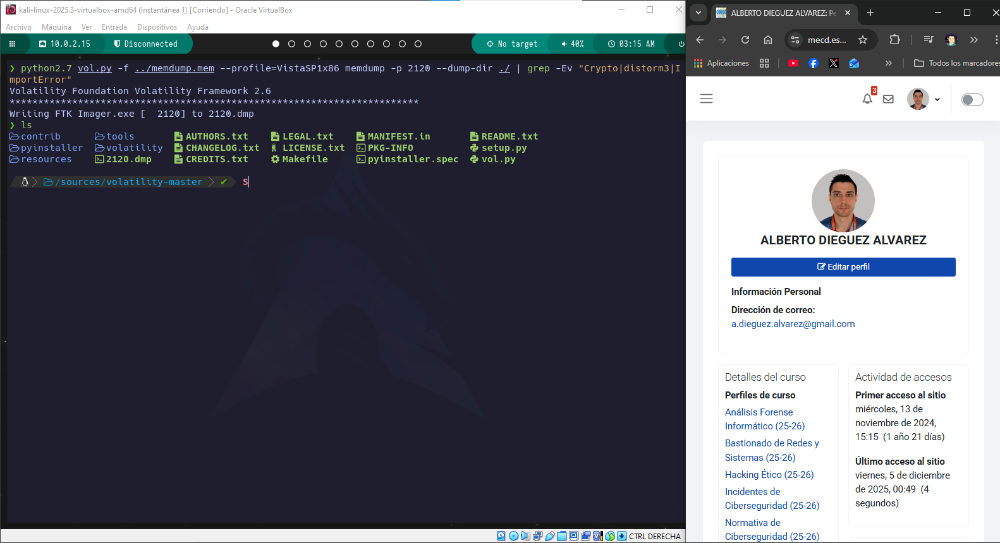 kali-linux-2025.3-virtualbox-amd64 (Instantánea 1) [Corriendo] - Oracle VirtualBox
Archivo Máquina Ver Entrada Dispositivos Ayuda
10.0.2.15 Disconnected No target 40% 03:15 AM
❯ python2.7 vol.py -f ../memdump.mem --profile=VistaSP1x86 memdump -p 2120 --dump-dir ./ | grep -Ev "Crypto|distorm3|I
mportError"
Volatility Foundation Volatility Framework 2.6
************************************************************************
Writing FTK Imager.exe [  2120] to 2120.dmp
❯ ls
contrib tools AUTHORS.txt LEGAL.txt MANIFEST.in README.txt
pyinstaller volatility CHANGELOG.txt LICENSE.txt PKG-INFO setup.py
resources 2120.dmp CREDITS.txt Makefile pyinstaller.spec vol.py
/sources/volatility-master ✔ S
CTRL DERECHA
ALBERTO DIEGUEZ ALVAREZ: Pe
mecd.es...
Aplicaciones » Todos los marcadores
3
ALBERTO DIEGUEZ ALVAREZ
Editar perfil
Información Personal
Dirección de correo:
a.dieguez.alvarez@gmail.com
Detalles del curso
Perfiles de curso
Análisis Forense
Informático (25-26)
Bastionado de Redes y
Sistemas (25-26)
Hacking Ético (25-26)
Incidentes de
Ciberseguridad (25-26)
Normativa de
Ciberseguridad (25-26)
Actividad de accesos
Primer acceso al sitio
miércoles, 13 de
noviembre de 2024,
15:15 (1 año 21 días)
Último acceso al sitio
viernes, 5 de diciembre
de 2025, 00:49 (4
segundos)